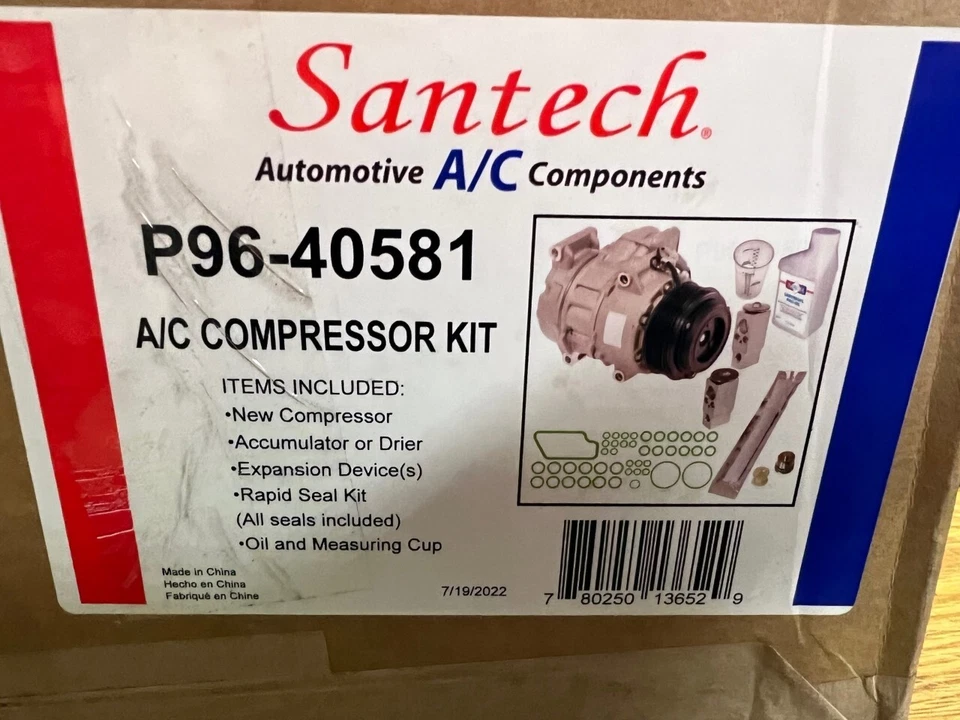 Santech®
Automotive A/C Components
P96-40581
A/C COMPRESSOR KIT
ITEMS INCLUDED:
•New Compressor
•Accumulator or Drier
•Expansion Device(s)
•Rapid Seal Kit
(All seals included)
•Oil and Measuring Cup
Made in China
Hecho en China
Fabriqué en Chine
7/19/2022
7 80250 13652 9